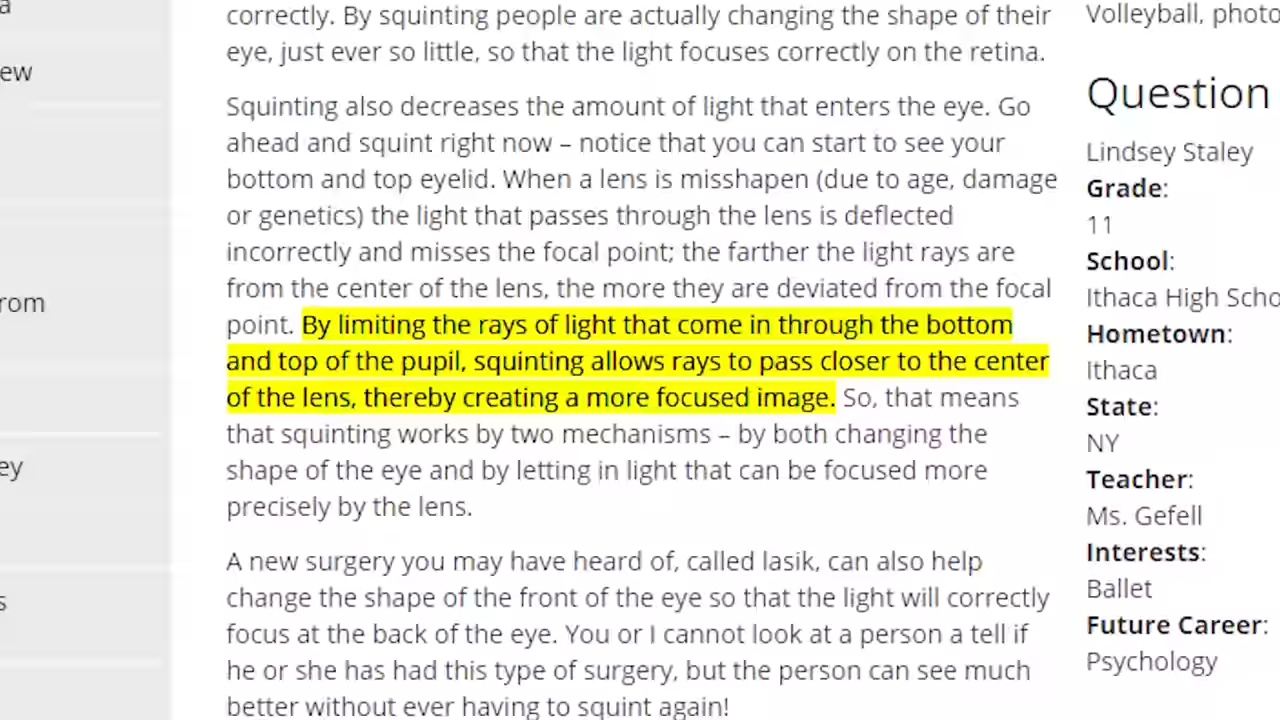 a
ew
rom
ey
s
correctly. By squinting people are actually changing the shape of their
eye, just ever so little, so that the light focuses correctly on the retina.
Squinting also decreases the amount of light that enters the eye. Go
ahead and squint right now – notice that you can start to see your
bottom and top eyelid. When a lens is misshapen (due to age, damage
or genetics) the light that passes through the lens is deflected
incorrectly and misses the focal point; the farther the light rays are
from the center of the lens, the more they are deviated from the focal
point. By limiting the rays of light that come in through the bottom
and top of the pupil, squinting allows rays to pass closer to the center
of the lens, thereby creating a more focused image. So, that means
that squinting works by two mechanisms – by both changing the
shape of the eye and by letting in light that can be focused more
precisely by the lens.
A new surgery you may have heard of, called lasik, can also help
change the shape of the front of the eye so that the light will correctly
focus at the back of the eye. You or I cannot look at a person a tell if
he or she has had this type of surgery, but the person can see much
better without ever having to squint again!
Volleyball, photo
Question
Lindsey Staley
Grade:
11
School:
Ithaca High Scho
Hometown:
Ithaca
State:
NY
Teacher:
Ms. Gefell
Interests:
Ballet
Future Career:
Psychology